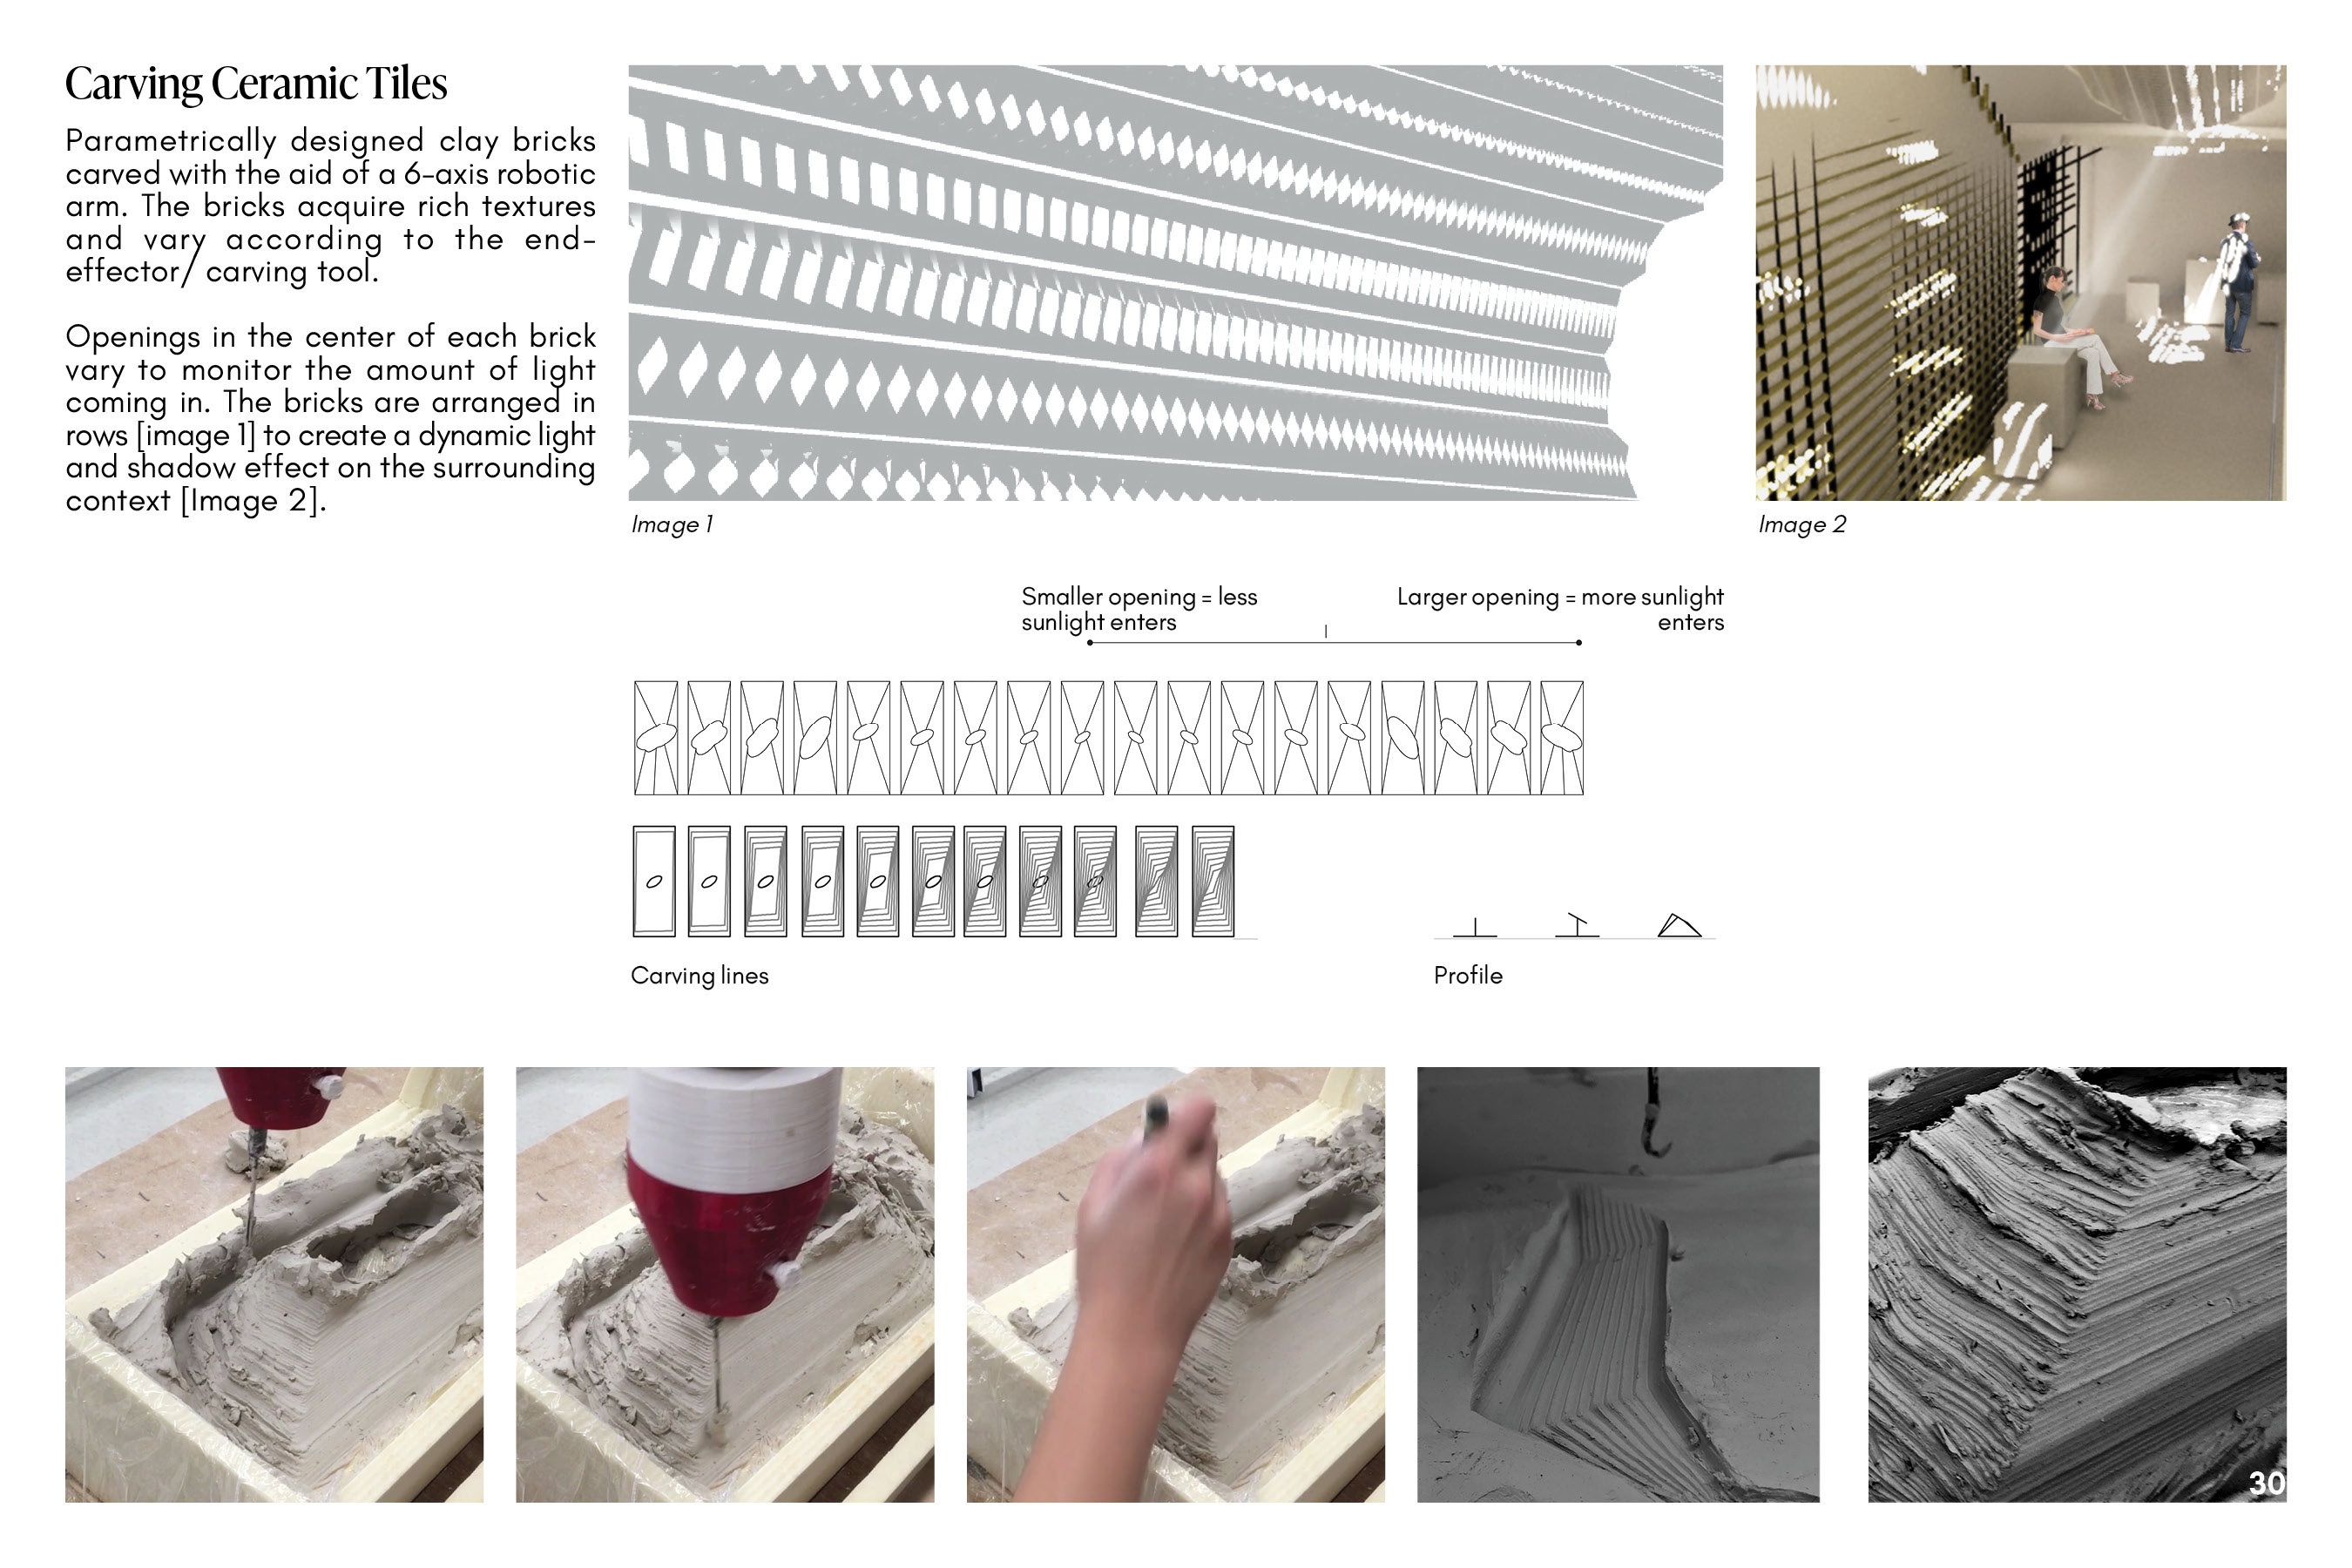 Carving Ceramic Tiles
Parametrically designed clay bricks
carved with the aid of a 6-axis robotic
arm. The bricks acquire rich textures
and vary according to the end-
effector/ carving tool.
Openings in the center of each brick
vary to monitor the amount of light
coming in. The bricks are arranged in
rows [image 1] to create a dynamic light
and shadow effect on the surrounding
context [Image 2].
Image 1
Image 2
Smaller opening = less
sunlight enters
Larger opening = more sunlight
enters
Carving lines
Profile
30